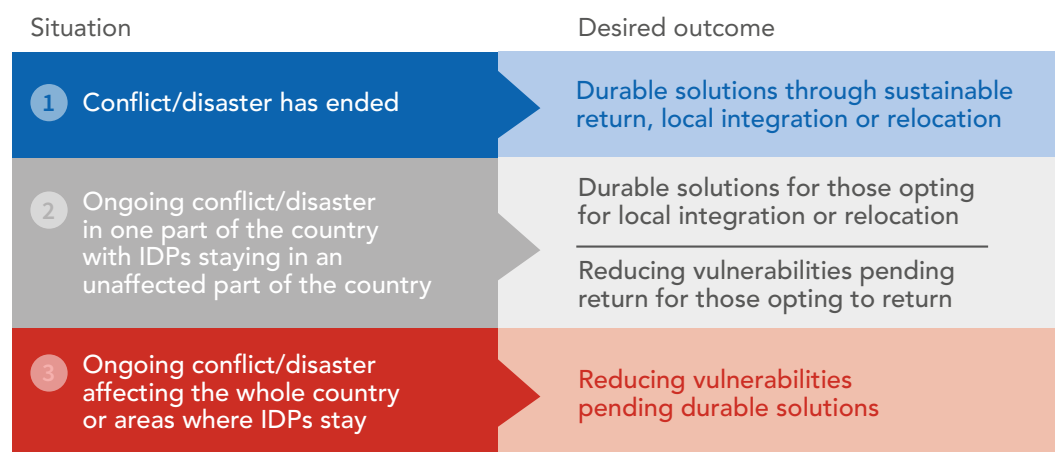 Situation
Desired outcome
1
Conflict/disaster has ended
Durable solutions through sustainable
return, local integration or relocation
2
Ongoing conflict/disaster
in one part of the country
with IDPs staying in an
unaffected part of the country
Durable solutions for those opting
for local integration or relocation
Reducing vulnerabilities pending
return for those opting to return
3
Ongoing conflict/disaster
affecting the whole country
or areas where IDPs stay
Reducing vulnerabilities
pending durable solutions